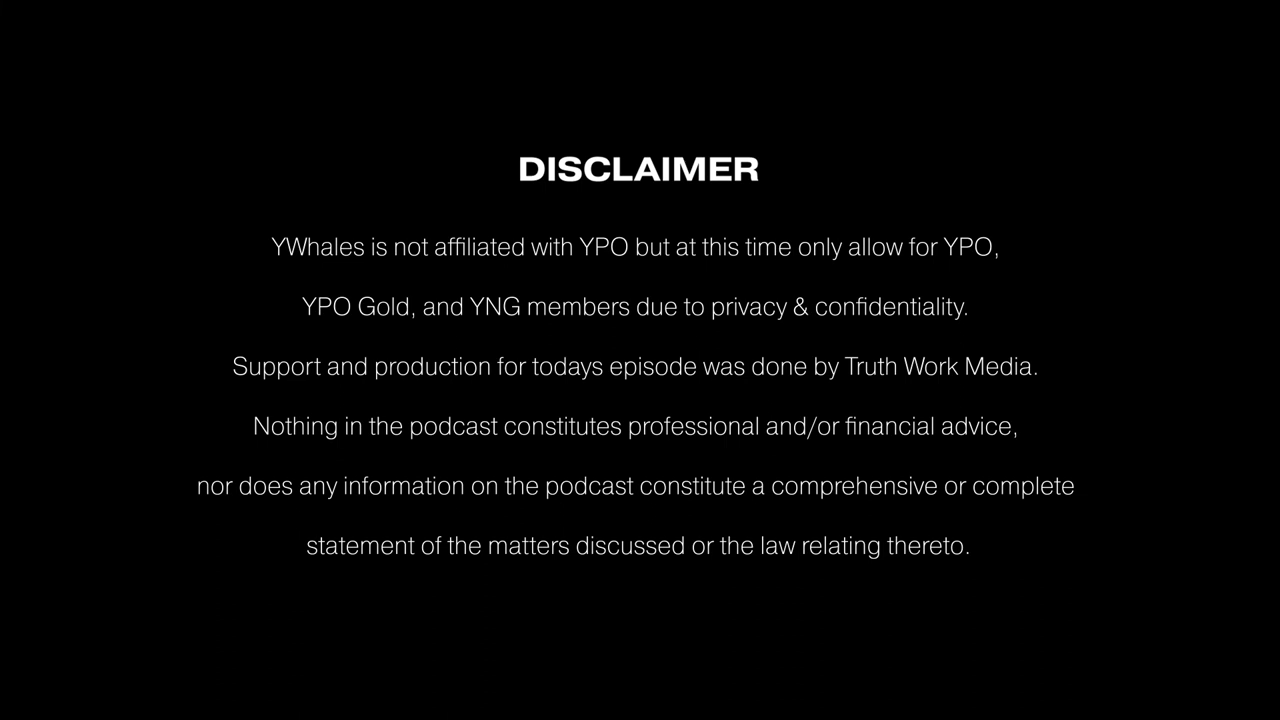 DISCLAIMER
YWhales is not affiliated with YPO but at this time only allow for YPO,
YPO Gold, and YNG members due to privacy & confidentiality.
Support and production for todays episode was done by Truth Work Media.
Nothing in the podcast constitutes professional and/or financial advice,
nor does any information on the podcast constitute a comprehensive or complete
statement of the matters discussed or the law relating thereto.